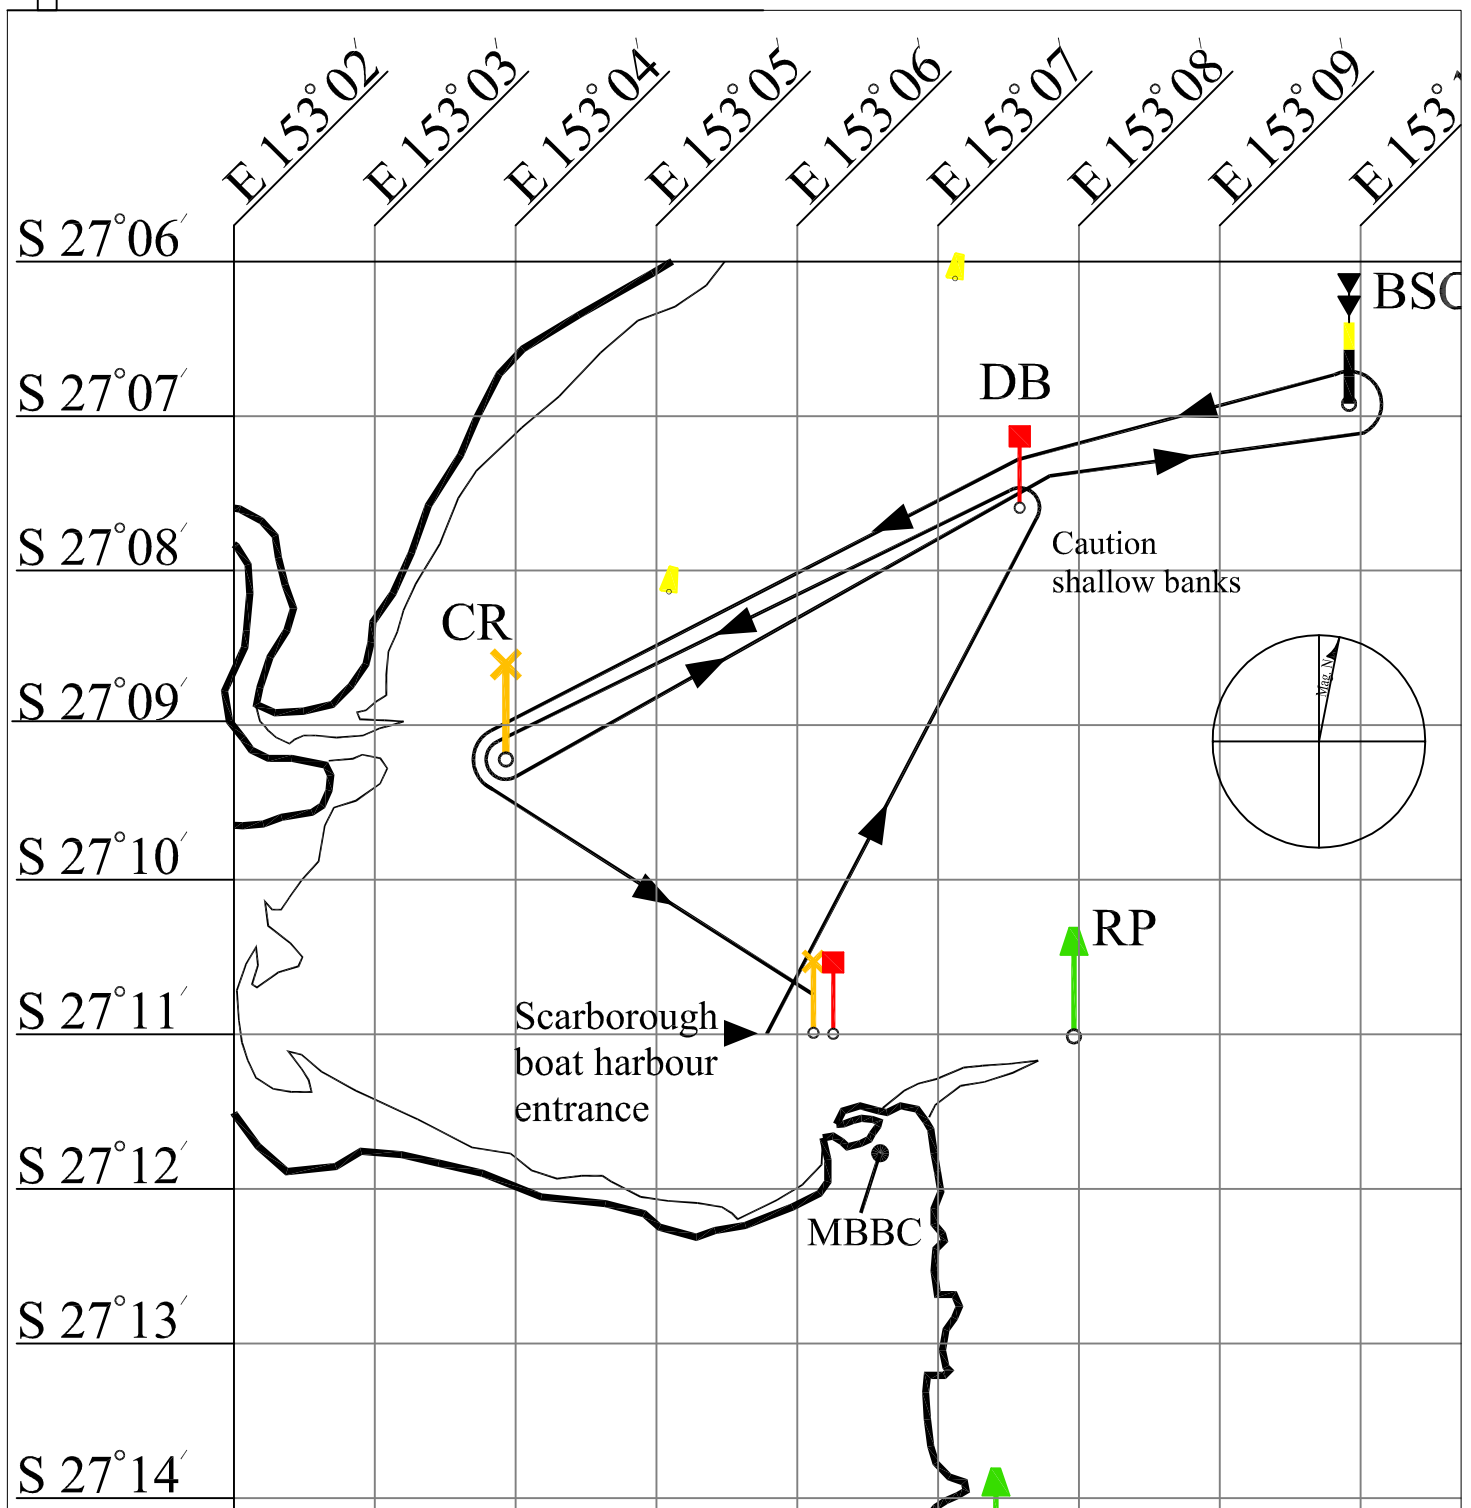 E 153°02′
E 153°03′
E 153°04′
E 153°05′
E 153°06′
E 153°07′
E 153°08′
E 153°09′
E 153°
S 27°06′
BSC
S 27°07′
DB
S 27°08′
Caution
shallow banks
CR
Mag. N
S 27°09′
S 27°10′
RP
S 27°11′
Scarborough
boat harbour
entrance
S 27°12′
MBBC
S 27°13′
S 27°14′